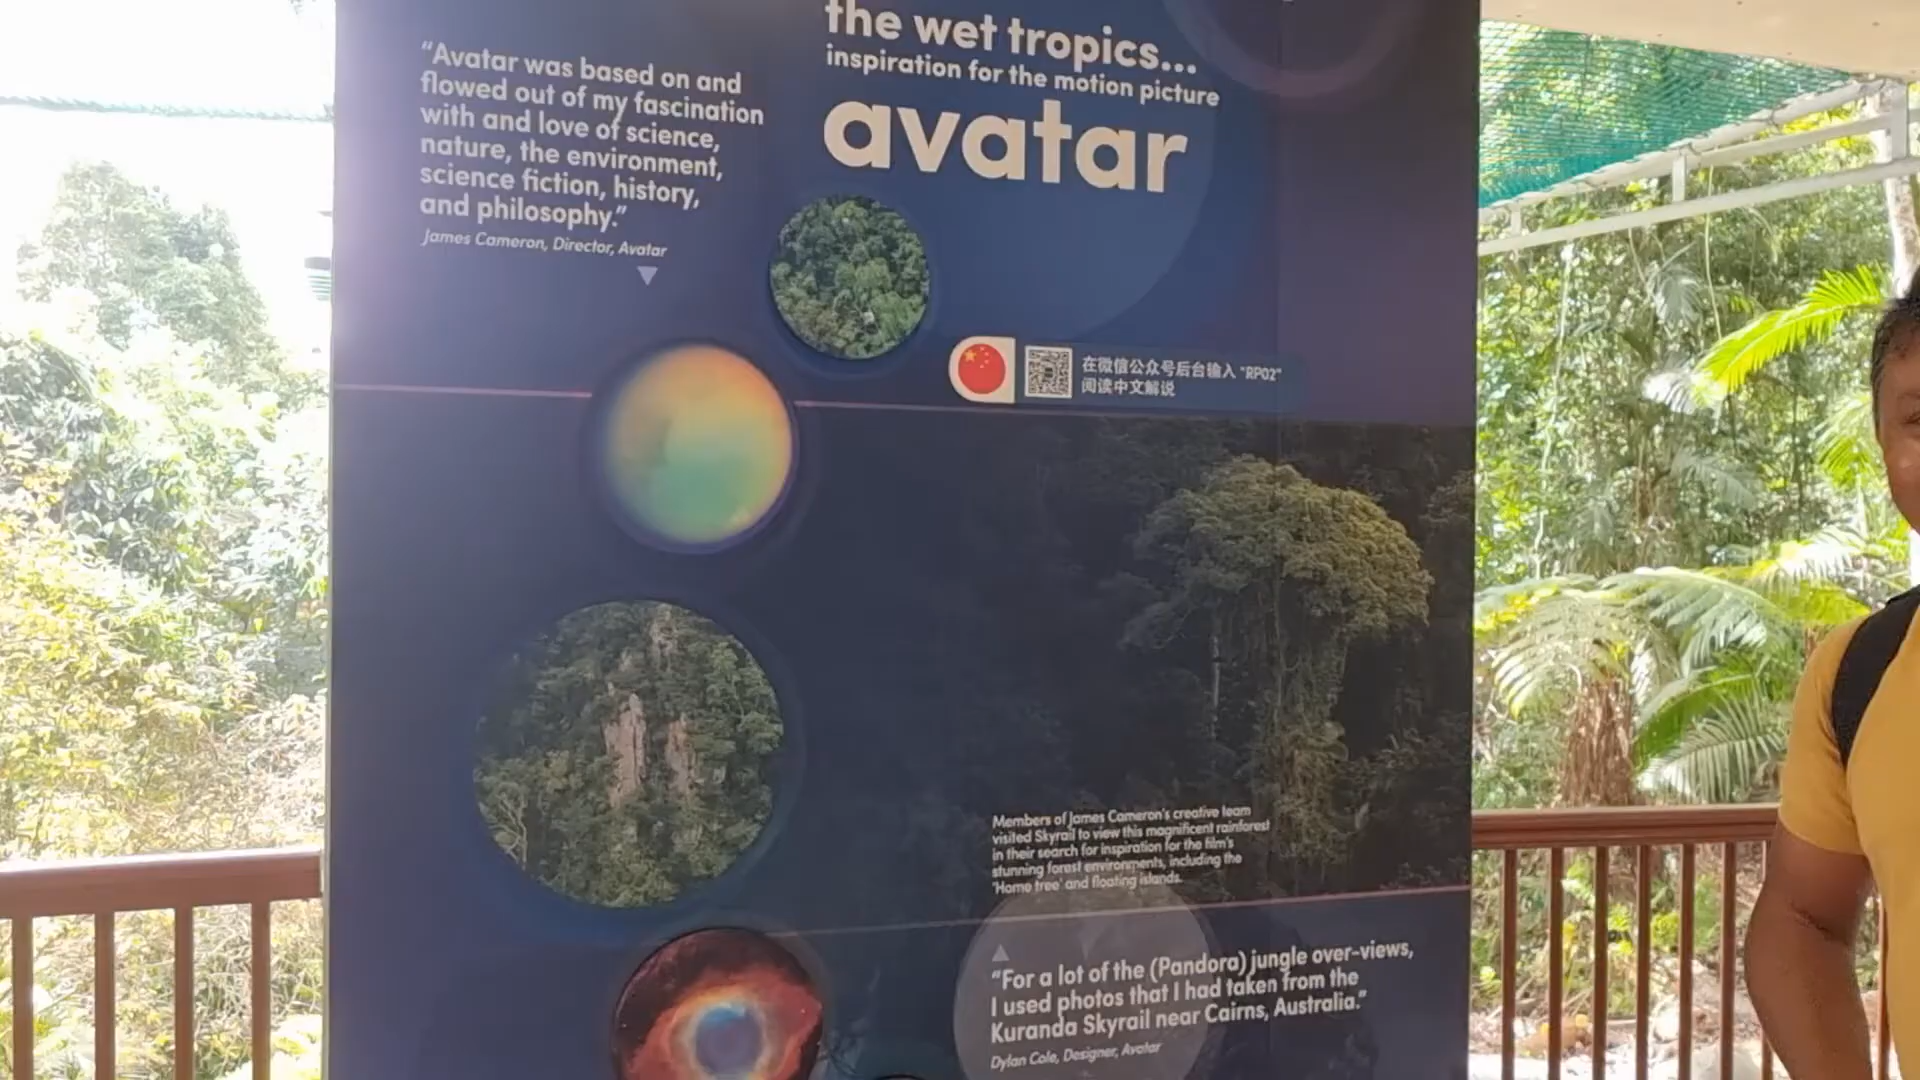 "Avatar was based on and
flowed out of my fascination
with and love of science,
nature, the environment,
science fiction, history,
and philosophy."
James Cameron, Director, Avatar
the wet tropics...
inspiration for the motion picture
avatar
在微信公众号后台输入 "RP02"
阅读中文解说
Members of James Cameron's creative team
visited Skyrail to view this magnificent rainforest
in their search for inspiration for the film's
stunning forest environments, including the
'Home tree' and floating islands.
"For a lot of the (Pandora) jungle over-views,
I used photos that I had taken from the
Kuranda Skyrail near Cairns, Australia."
Dylan Cole, Designer, Avatar